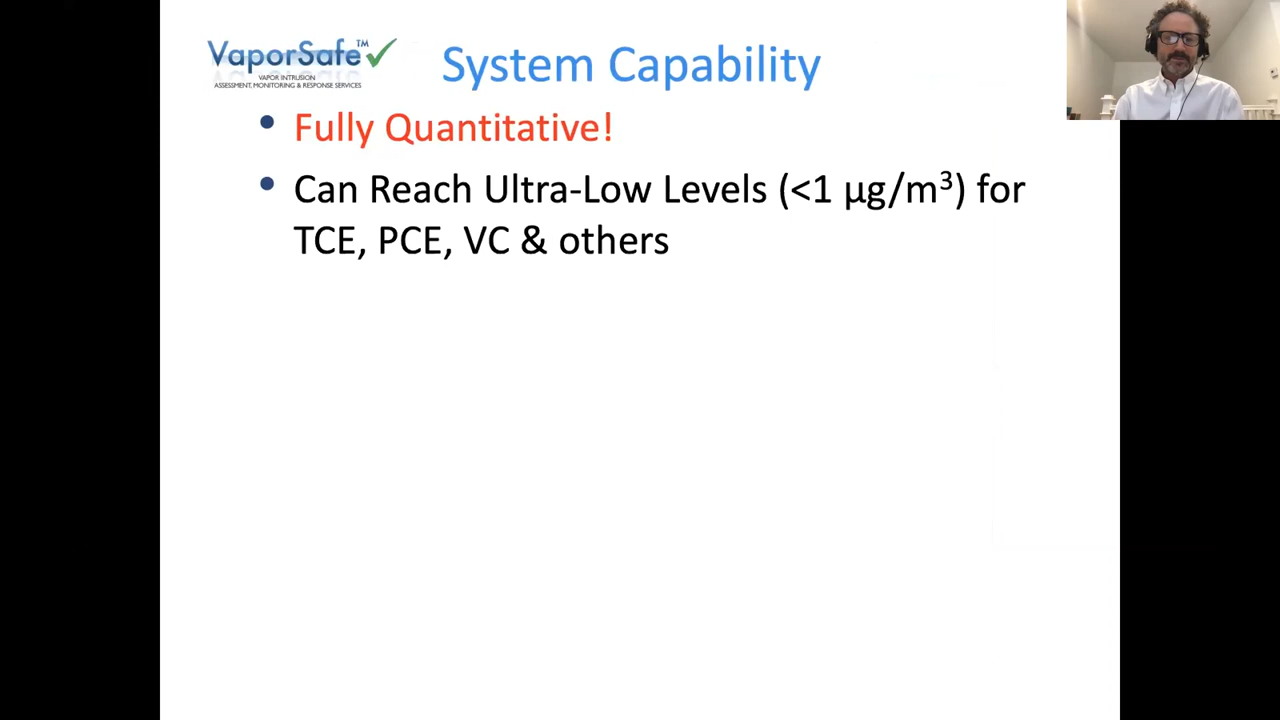 VaporSafe™
VAPOR INTRUSION
ASSESSMENT, MONITORING & RESPONSE SERVICES
System Capability
• Fully Quantitative!
• Can Reach Ultra-Low Levels (<1 µg/m³) for
TCE, PCE, VC & others